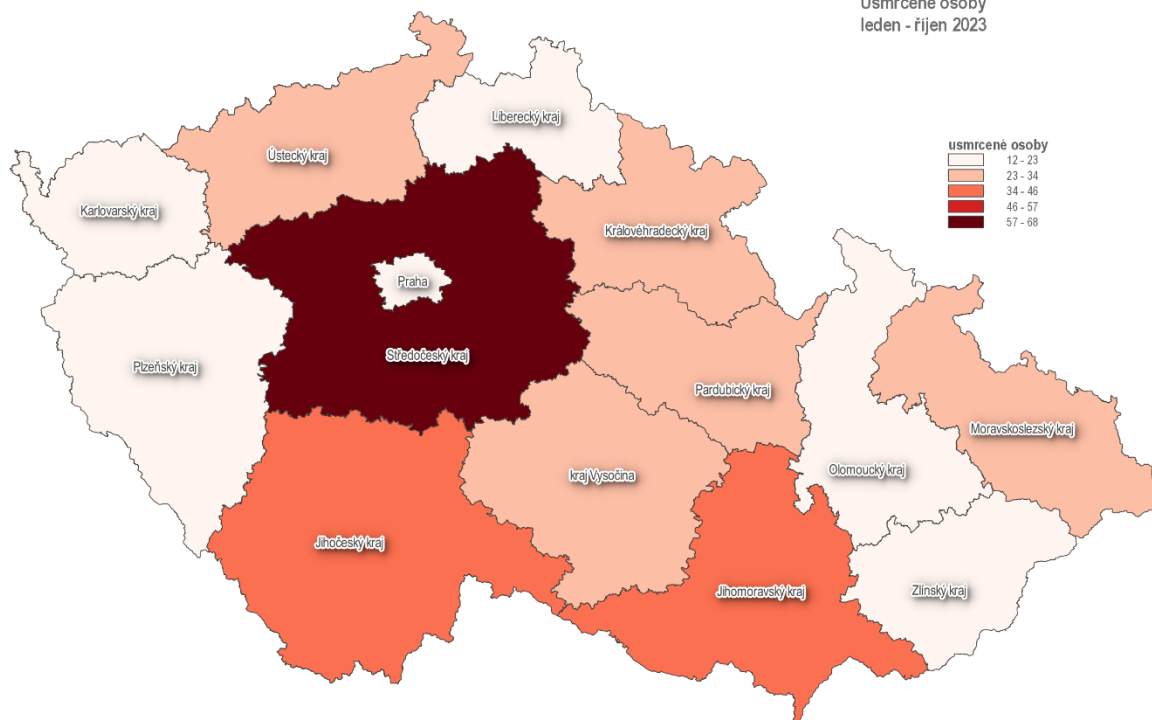 Usmrcené osoby
leden - říjen 2023
Liberecký kraj
usmrcené osoby
12 - 23
23 - 34
34 - 46
46 - 57
57 - 68
Ústecký kraj
Karlovarský kraj
Královéhradecký kraj
Praha
Středočeský kraj
Plzeňský kraj
Pardubický kraj
Moravskoslezský kraj
Olomoucký kraj
kraj Vysočina
Jihočeský kraj
Jihomoravský kraj
Zlínský kraj